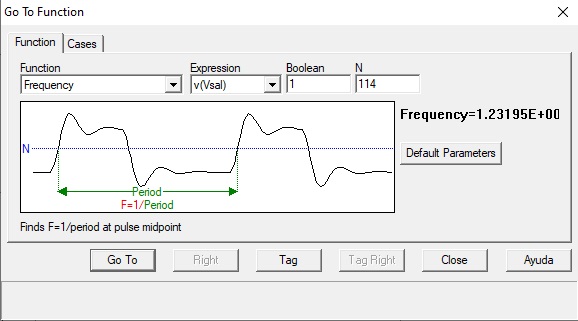 Go To Function
Function Cases
Function Expression Boolean N
Frequency v(Vsal) 1 114
Frequency=1.23195E+00
N
Default Parameters
Period
F=1/Period
Finds F=1/period at pulse midpoint
Go To Right Tag Tag Right Close Ayuda